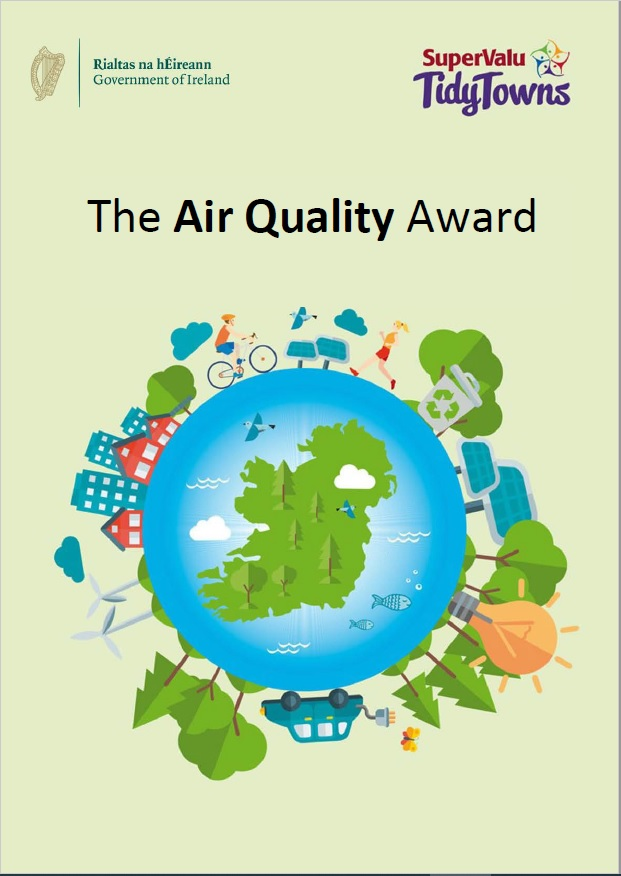 Rialtas na hÉireann
Government of Ireland
SuperValu
TidyTowns
The Air Quality Award